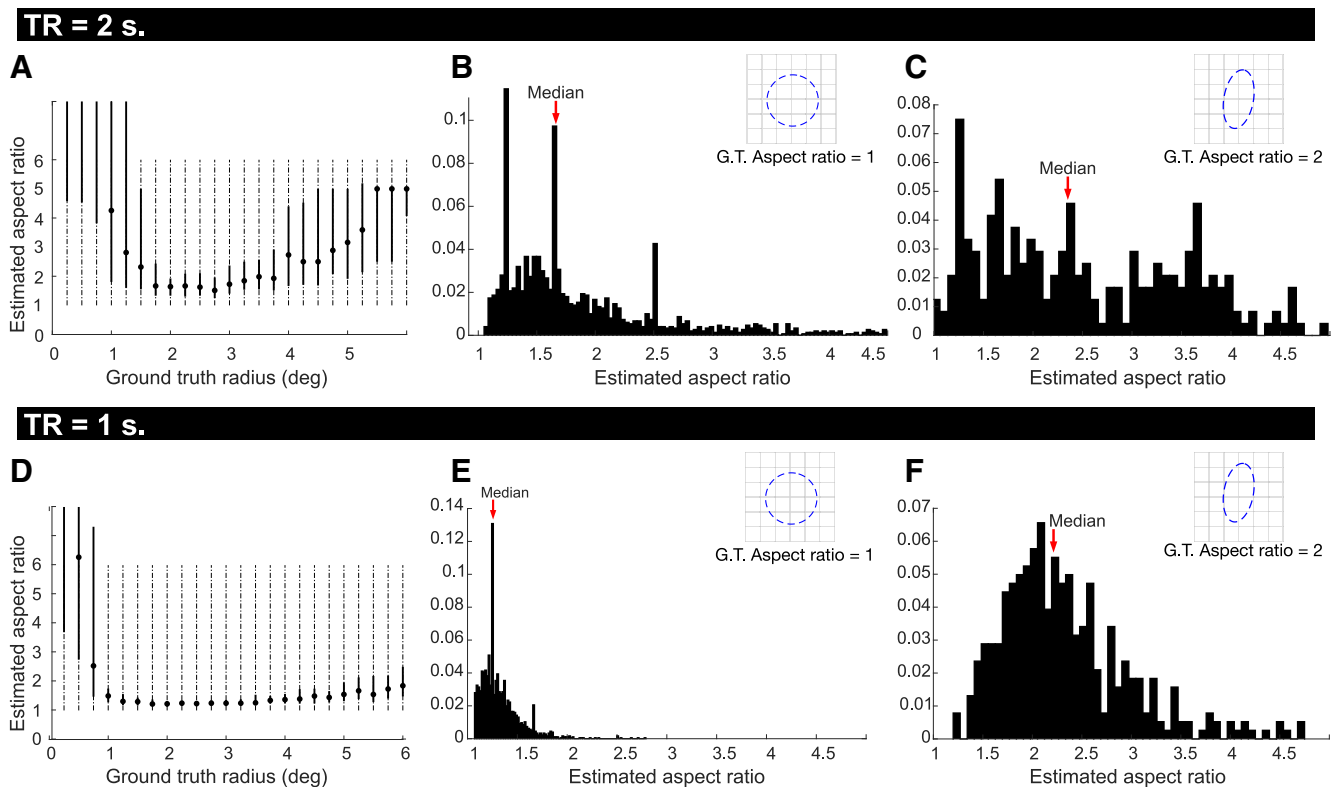 TR = 2 s.
A
Estimated aspect ratio
6
5
4
3
2
1
0
0 1 2 3 4 5
Ground truth radius (deg)
B
Median
G.T. Aspect ratio = 1
0.1
0.08
0.06
0.04
0.02
0
1 1.5 2 2.5 3 3.5 4 4.5
Estimated aspect ratio
C
Median
G.T. Aspect ratio = 2
0.08
0.07
0.06
0.05
0.04
0.03
0.02
0.01
0
1 1.5 2 2.5 3 3.5 4 4.5
Estimated aspect ratio
TR = 1 s.
D
Estimated aspect ratio
6
5
4
3
2
1
0
0 1 2 3 4 5 6
Ground truth radius (deg)
E
Median
G.T. Aspect ratio = 1
0.14
0.12
0.1
0.08
0.06
0.04
0.02
0
1 1.5 2 2.5 3 3.5 4 4.5
Estimated aspect ratio
F
Median
G.T. Aspect ratio = 2
0.07
0.06
0.05
0.04
0.03
0.02
0.01
0
1 1.5 2 2.5 3 3.5 4 4.5
Estimated aspect ratio